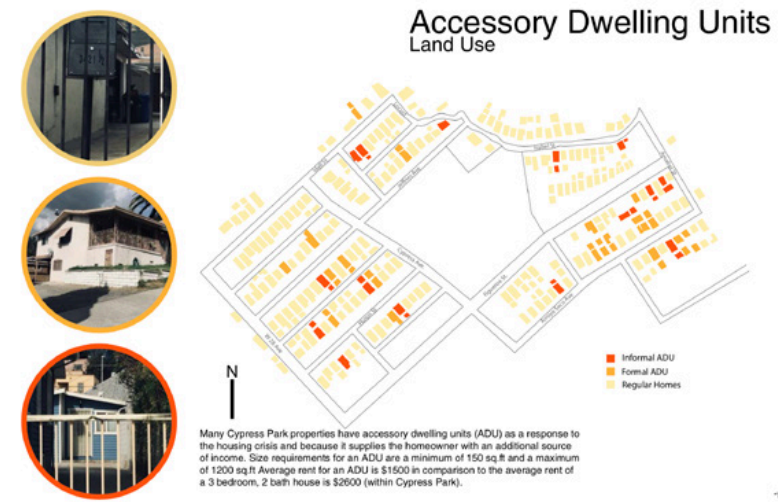 Accessory Dwelling Units
Land Use
Cypress Ave
Figueroa St
N
Informal ADU
Formal ADU
Regular Homes
Many Cypress Park properties have accessory dwelling units (ADU) as a response to
the housing crisis and because it supplies the homeowner with an additional source
of income. Size requirements for an ADU are a minimum of 150 sq.ft and a maximum
of 1200 sq.ft Average rent for an ADU is $1500 in comparison to the average rent of
a 3 bedroom, 2 bath house is $2600 (within Cypress Park).